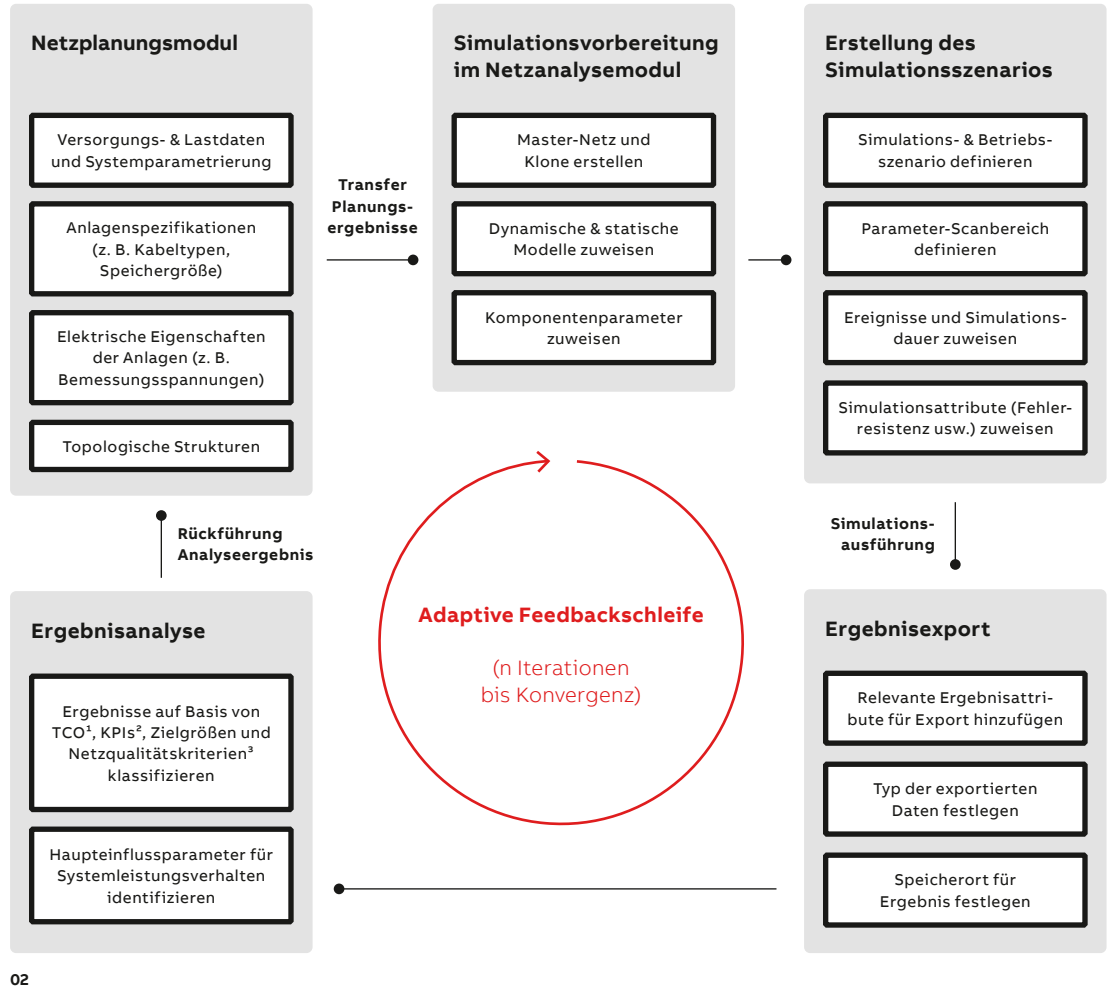 Netzplanungsmodul
Versorgungs- & Lastdaten
und Systemparametrierung
Anlagenspezifikationen
(z. B. Kabeltypen,
Speichergröße)
Elektrische Eigenschaften
der Anlagen (z. B.
Bemessungsspannungen)
Topologische Strukturen
Transfer
Planungs-
ergebnisse
Simulationsvorbereitung
im Netzanalysemodul
Master-Netz und
Klone erstellen
Dynamische & statische
Modelle zuweisen
Komponentenparameter
zuweisen
Erstellung des
Simulationsszenarios
Simulations- & Betriebs-
szenario definieren
Parameter-Scanbereich
definieren
Ereignisse und Simulations-
dauer zuweisen
Simulationsattribute (Fehler-
resistenz usw.) zuweisen
Simulations-
ausführung
Ergebnisexport
Relevante Ergebnisattri-
bute für Export hinzufügen
Typ der exportierten
Daten festlegen
Speicherort für
Ergebnis festlegen
Ergebnisanalyse
Ergebnisse auf Basis von
TCO¹, KPIs², Zielgrößen und
Netzqualitätskriterien³
klassifizieren
Haupteinflussparameter für
Systemleistungsverhalten
identifizieren
Rückführung
Analyseergebnis
Adaptive Feedbackschleife
(n Iterationen
bis Konvergenz)
02